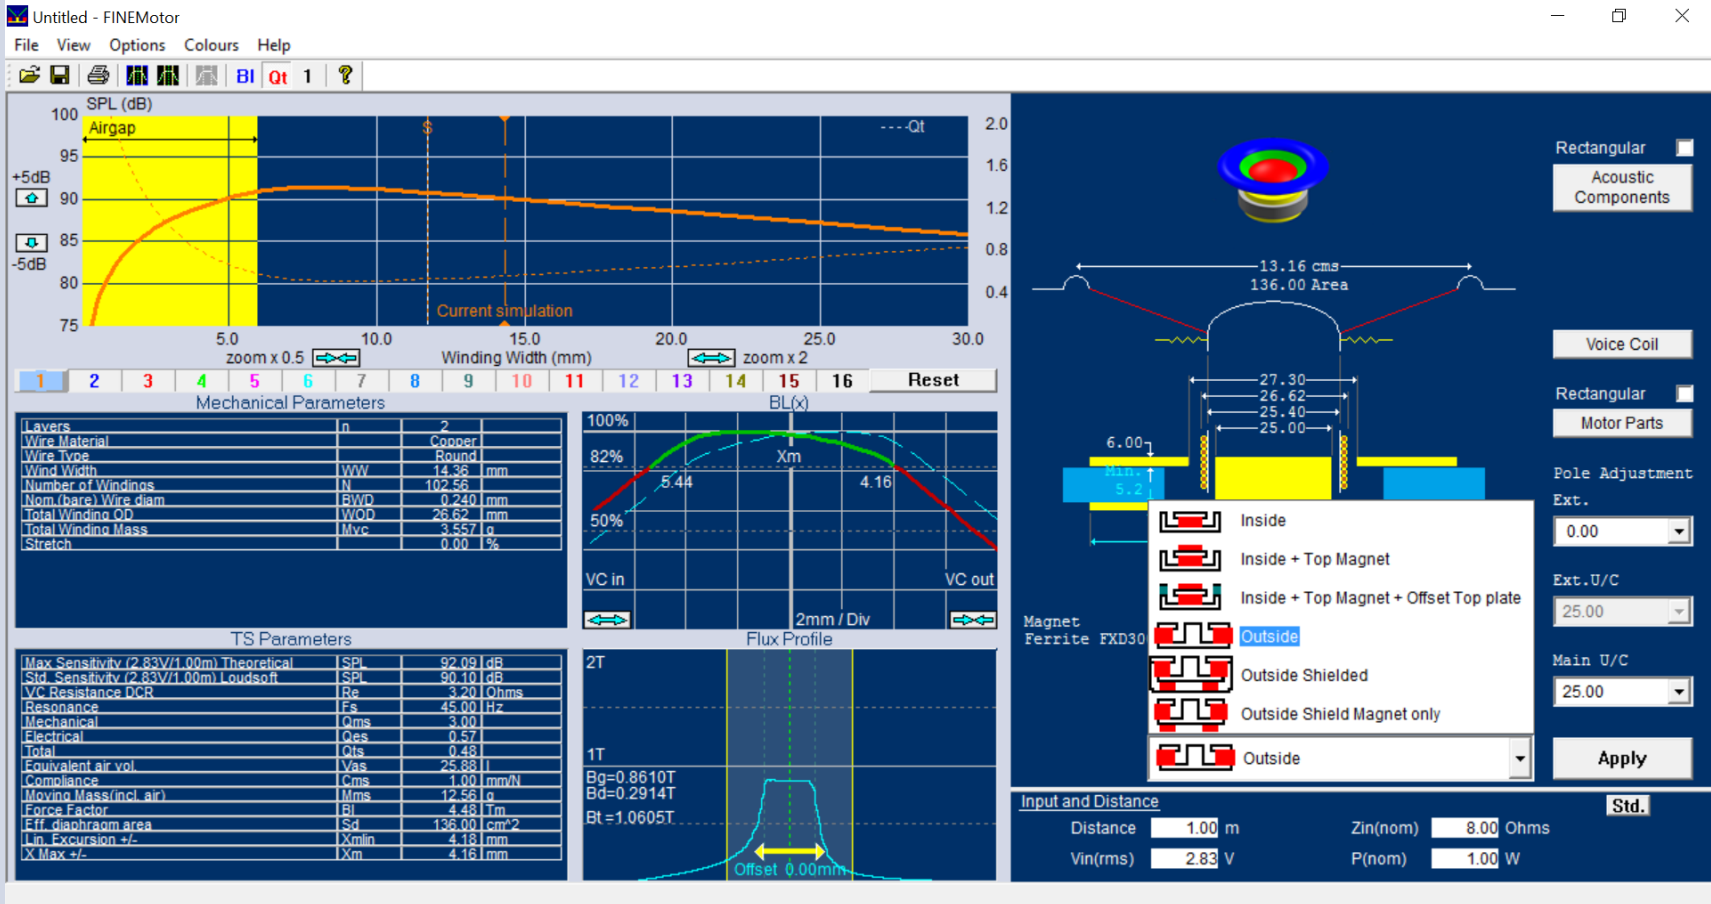 Untitled - FINEMotor
File View Options Colours Help
Bl Qt 1 ?
SPL (dB)
100 95 90 85 80 75
+5dB
-5dB
Airgap
S
----Qt
2.0 1.6 1.2 0.8 0.4
Current simulation
5.0 10.0 15.0 20.0 25.0 30.0
zoom x 0.5 Winding Width (mm) zoom x 2
1 2 3 4 5 6 7 8 9 10 11 12 13 14 15 16 Reset
Mechanical Parameters
Layers n 2
Wire Material Copper
Wire Type Round
Wind Width WW 14.36 mm
Number of Windings N 102.56
Nom.(bare) Wire diam BWD 0.240 mm
Total Winding OD WOD 26.62 mm
Total Winding Mass Mvc 3.557 g
Stretch 0.00 %
BL(x)
100%
82%
50%
Xm
5.44 4.16
VC in VC out
2mm / Div
TS Parameters
Max Sensitivity (2.83V/1.00m) Theoretical SPL 92.09 dB
Std. Sensitivity (2.83V/1.00m) Loudsoft SPL 90.10 dB
VC Resistance DCR Re 3.20 Ohms
Resonance Fs 45.00 Hz
Mechanical Qms 3.00
Electrical Qes 0.57
Total Qts 0.48
Equivalent air vol. Vas 25.88 l
Compliance Cms 1.00 mm/N
Moving Mass(incl. air) Mms 12.56 g
Force Factor Bl 4.48 Tm
Eff. diaphragm area Sd 136.00 cm^2
Lin. Excursion +/- Xmlin 4.18 mm
X Max +/- Xm 4.16 mm
Flux Profile
2T
1T
Bg=0.8610T
Bd=0.2914T
Bt =1.0605T
Offset 0.00mm
13.16 cms
136.00 Area
27.30
26.62
25.40
25.00
6.00
Min.
5.2
Magnet
Ferrite FXD30
Inside
Inside + Top Magnet
Inside + Top Magnet + Offset Top plate
Outside
Outside Shielded
Outside Shield Magnet only
Outside
Rectangular
Acoustic
Components
Voice Coil
Rectangular
Motor Parts
Pole Adjustment
Ext.
0.00
Ext.U/C
25.00
Main U/C
25.00
Apply
Input and Distance Std.
Distance 1.00 m Zin(nom) 8.00 Ohms
Vin(rms) 2.83 V P(nom) 1.00 W